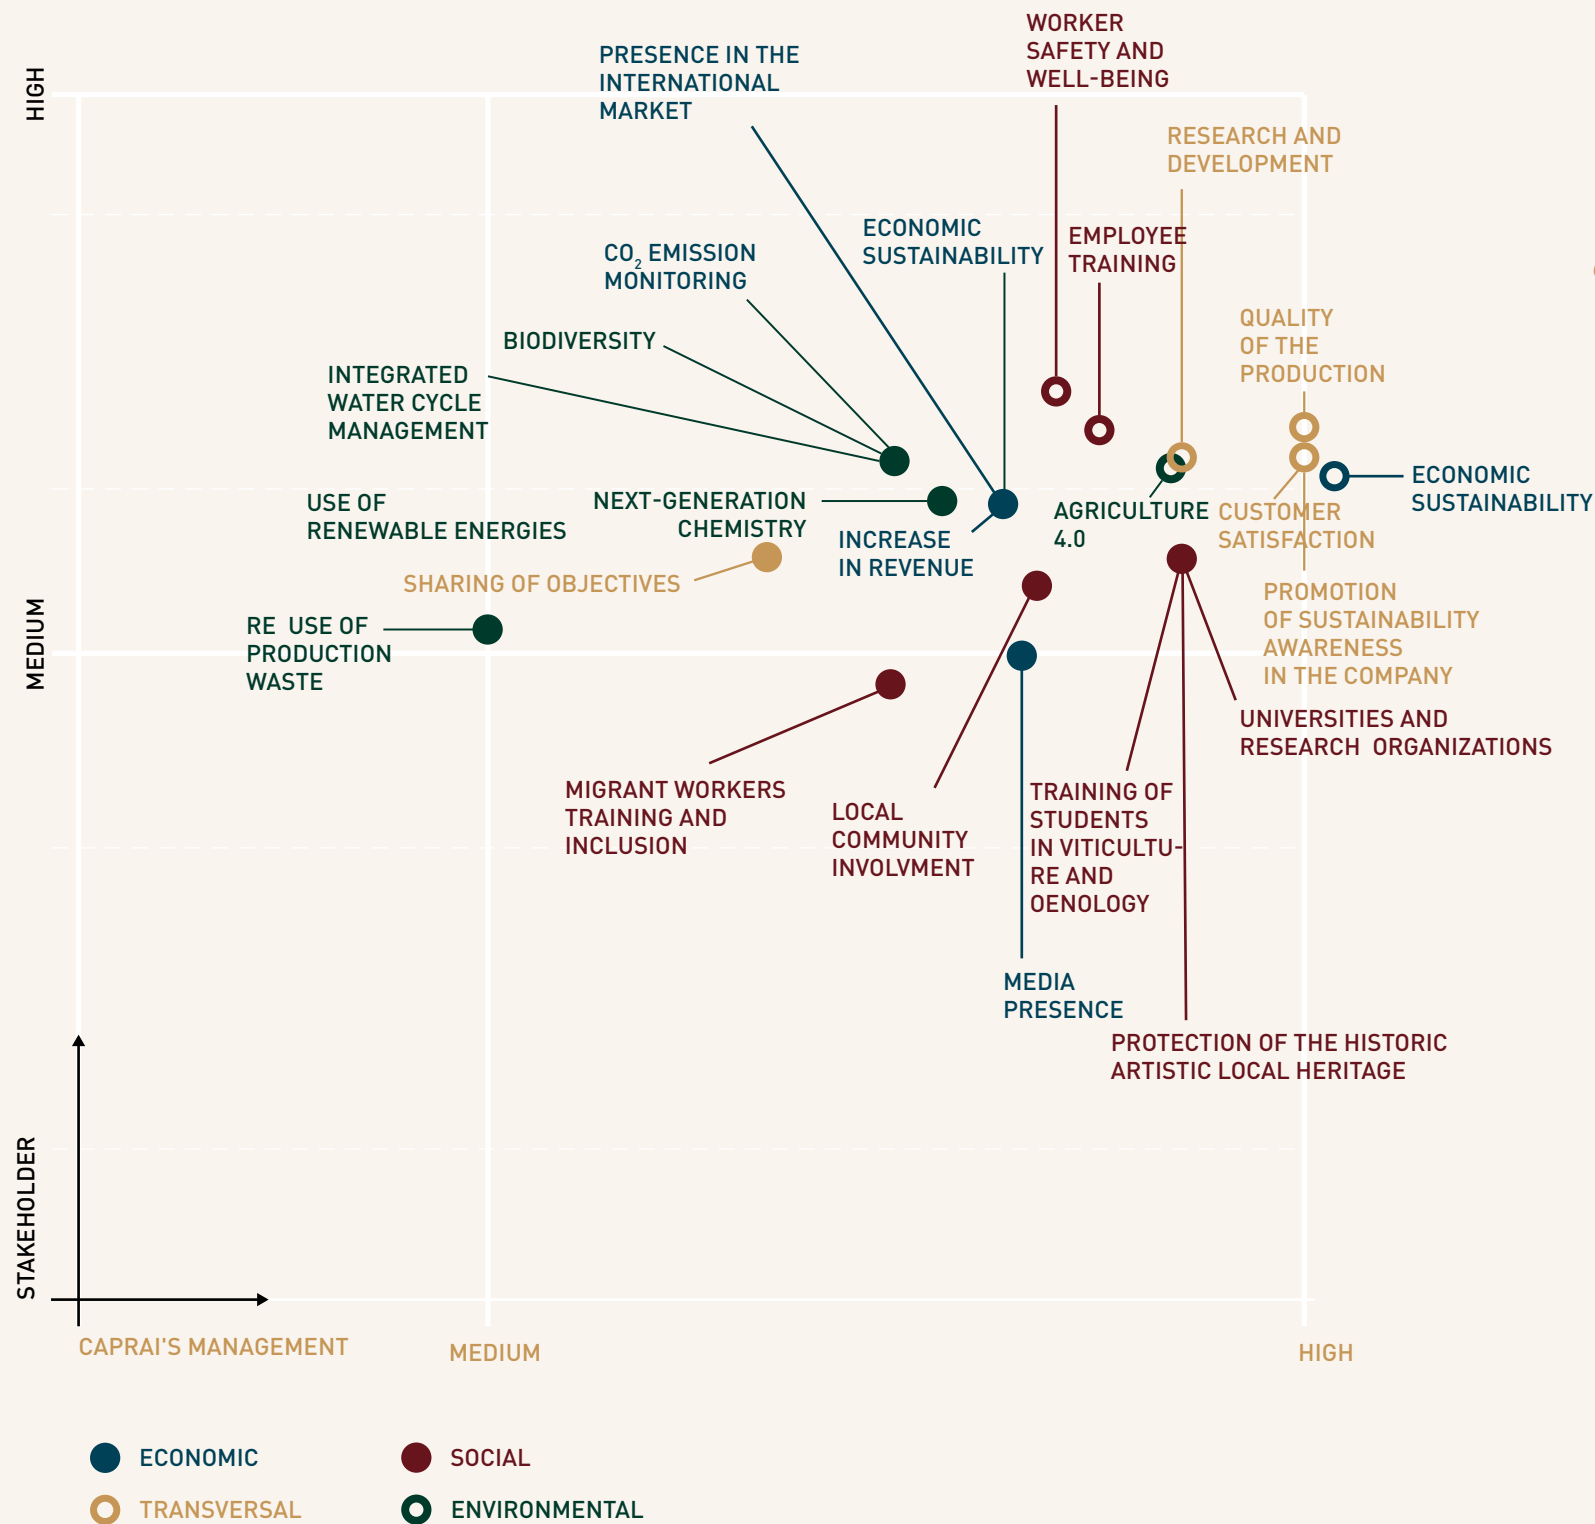 WORKER
SAFETY AND
WELL-BEING
PRESENCE IN THE
INTERNATIONAL
MARKET
HIGH
RESEARCH AND
DEVELOPMENT
ECONOMIC
SUSTAINABILITY
EMPLOYEE
TRAINING
CO2 EMISSION
MONITORING
QUALITY
OF THE
PRODUCTION
BIODIVERSITY
INTEGRATED
WATER CYCLE
MANAGEMENT
ECONOMIC
SUSTAINABILITY
USE OF
RENEWABLE ENERGIES
NEXT-GENERATION
CHEMISTRY
AGRICULTURE
4.0
CUSTOMER
SATISFACTION
INCREASE
IN REVENUE
SHARING OF OBJECTIVES
PROMOTION
OF SUSTAINABILITY
AWARENESS
IN THE COMPANY
RE  USE OF
PRODUCTION
WASTE
MEDIUM
UNIVERSITIES AND
RESEARCH  ORGANIZATIONS
MIGRANT WORKERS
TRAINING AND
INCLUSION
LOCAL
COMMUNITY
INVOLVMENT
TRAINING OF
STUDENTS
IN VITICULTU-
RE AND
OENOLOGY
MEDIA
PRESENCE
PROTECTION OF THE HISTORIC
ARTISTIC LOCAL HERITAGE
STAKEHOLDER
CAPRAI'S MANAGEMENT
MEDIUM
HIGH
ECONOMIC
SOCIAL
TRANSVERSAL
ENVIRONMENTAL